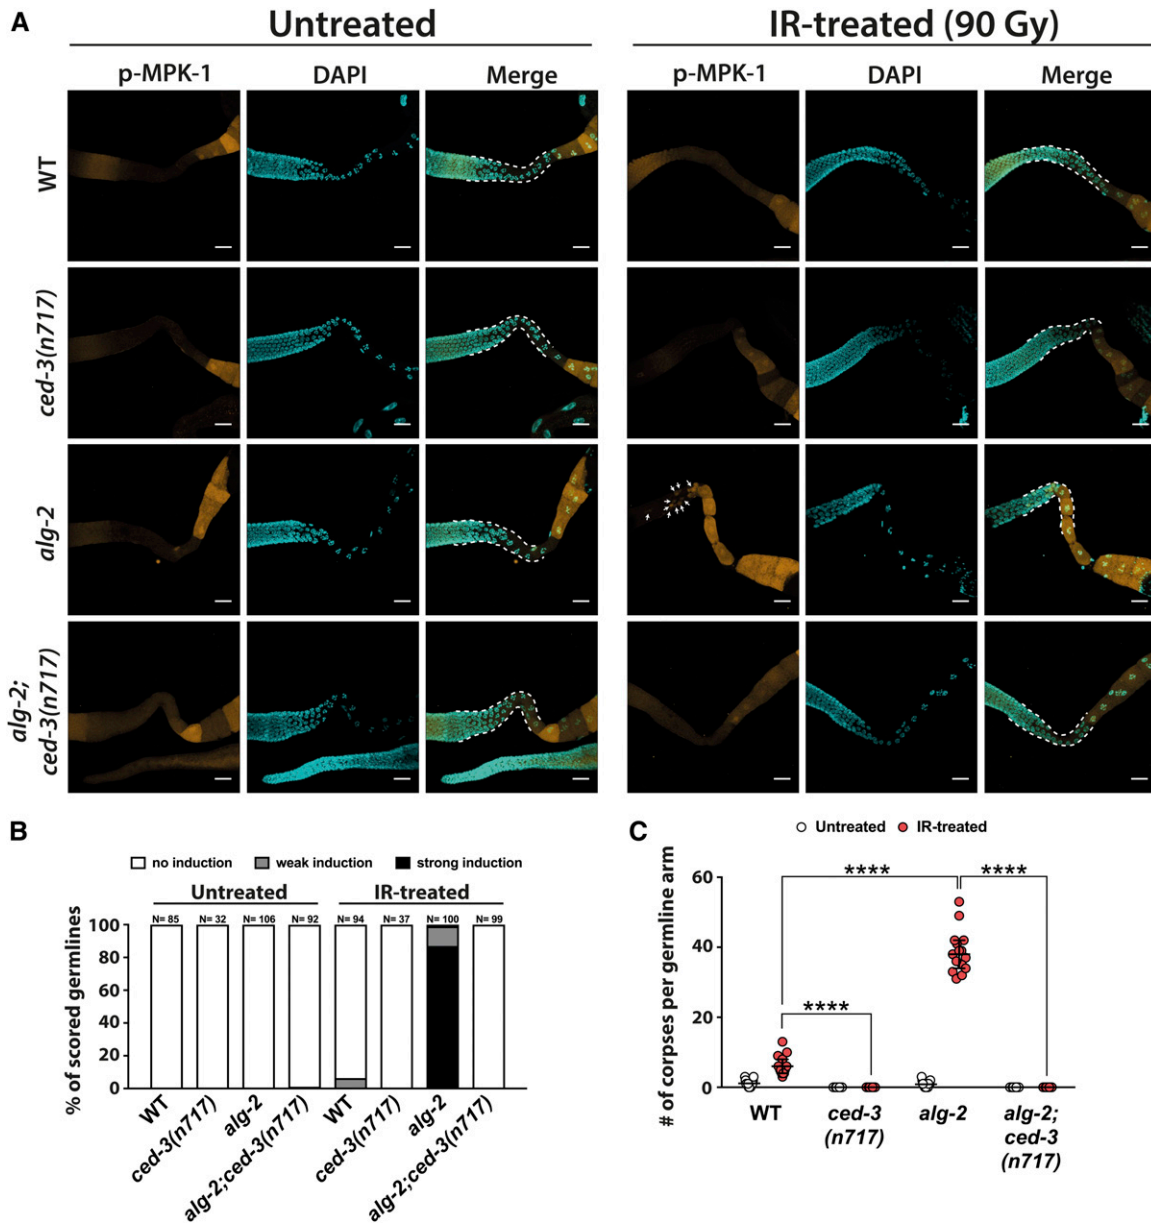 A
Untreated
IR-treated (90 Gy)
p-MPK-1
DAPI
Merge
p-MPK-1
DAPI
Merge
WT
ced-3(n717)
alg-2
alg-2;
ced-3(n717)
B
no induction
weak induction
strong induction
Untreated
IR-treated
N= 85
N= 32
N= 106
N= 92
N= 94
N= 37
N= 100
N= 99
% of scored germlines
100
80
60
40
20
0
WT
ced-3(n717)
alg-2
alg-2;ced-3(n717)
WT
ced-3(n717)
alg-2
alg-2;ced-3(n717)
C
Untreated
IR-treated
# of corpses per germline arm
60
40
20
0
****
****
****
WT
ced-3
(n717)
alg-2
alg-2;
ced-3
(n717)